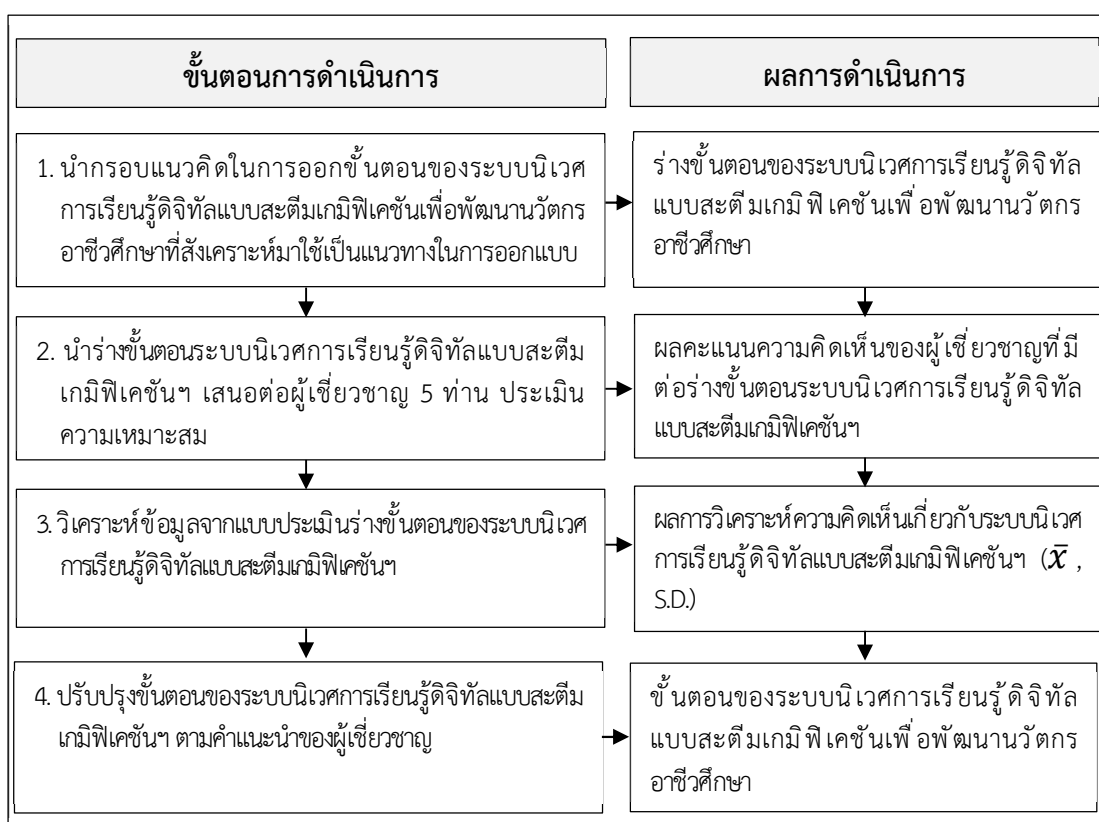 ขั้นตอนการดำเนินการ
ผลการดำเนินการ
1. นำกรอบแนวคิดในการออกขั้นตอนของระบบนิเวศ
การเรียนรู้ดิจิทัลแบบสะตีมเกมิฟิเคชันเพื่อพัฒนานวัตกร
อาชีวศึกษาที่สังเคราะห์มาใช้เป็นแนวทางในการออกแบบ
ร่างขั้นตอนของระบบนิเวศการเรียนรู้ดิจิทัล
แบบสะตีมเกมิฟิเคชันเพื่อพัฒนานวัตกร
อาชีวศึกษา
2. นำร่างขั้นตอนระบบนิเวศการเรียนรู้ดิจิทัลแบบสะตีม
เกมิฟิเคชันฯ เสนอต่อผู้เชี่ยวชาญ 5 ท่าน ประเมิน
ความเหมาะสม
ผลคะแนนความคิดเห็นของผู้เชี่ยวชาญที่มี
ต่อร่างขั้นตอนระบบนิเวศการเรียนรู้ดิจิทัล
แบบสะตีมเกมิฟิเคชันฯ
3. วิเคราะห์ข้อมูลจากแบบประเมินร่างขั้นตอนของระบบนิเวศ
การเรียนรู้ดิจิทัลแบบสะตีมเกมิฟิเคชันฯ
ผลการวิเคราะห์ความคิดเห็นเกี่ยวกับระบบนิเวศ
การเรียนรู้ดิจิทัลแบบสะตีมเกมิฟิเคชันฯ (x̄ ,
S.D.)
4. ปรับปรุงขั้นตอนของระบบนิเวศการเรียนรู้ดิจิทัลแบบสะตีม
เกมิฟิเคชันฯ ตามคำแนะนำของผู้เชี่ยวชาญ
ขั้นตอนของระบบนิเวศการเรียนรู้ดิจิทัล
แบบสะตีมเกมิฟิเคชันเพื่อพัฒนานวัตกร
อาชีวศึกษา